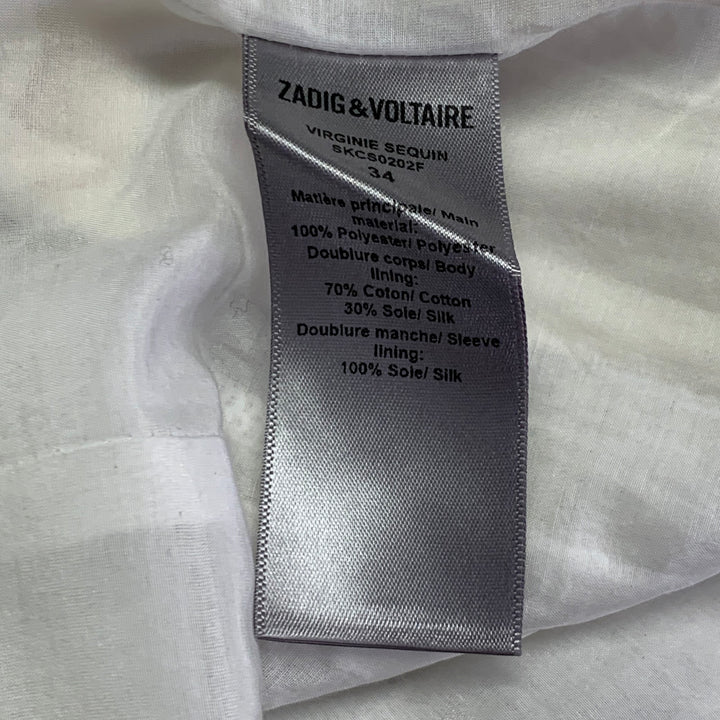 ZADIG&VOLTAIRE
VIRGINIE SEQUIN
SKCS0202F
34
Matière principale/ Main
material:
100% Polyester/ Polyester
Doublure corps/ Body
lining:
70% Coton/ Cotton
30% Soie/ Silk
Doublure manche/ Sleeve
lining:
100% Soie/ Silk